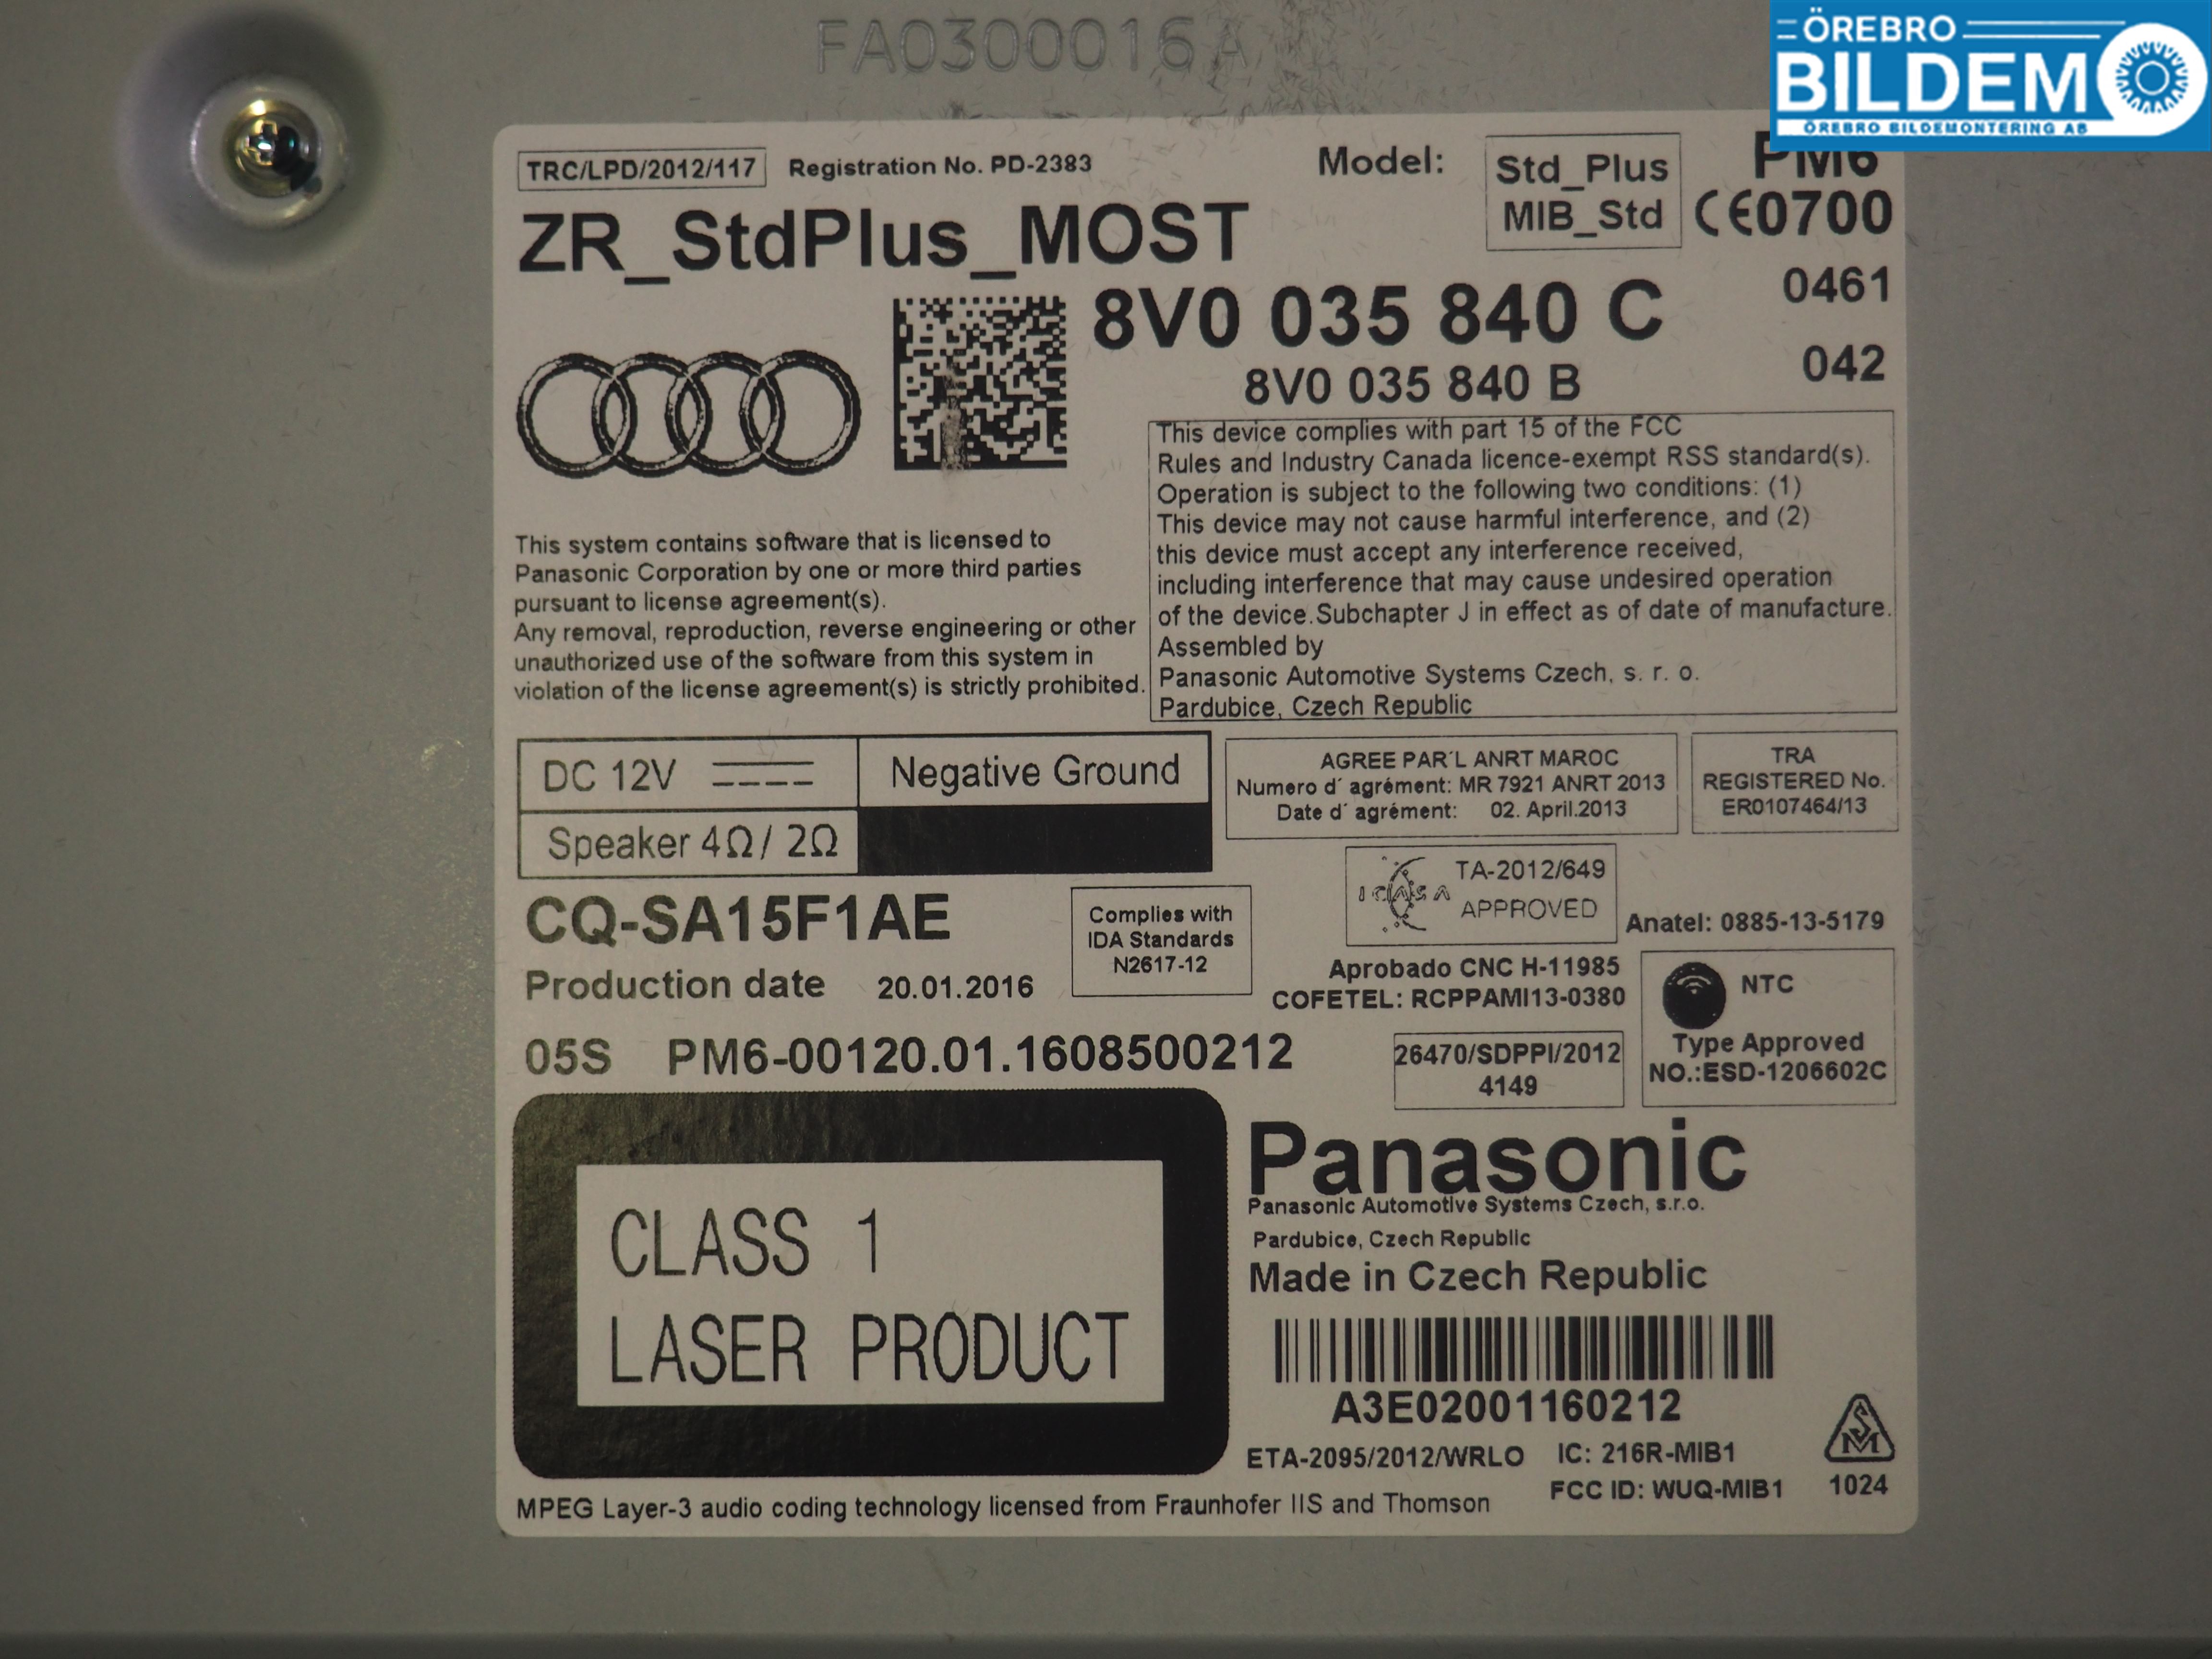 FA0300016A
ÖREBRO
BILDEMO
ÖREBRO BILDEMONTERING AB
TRC/LPD/2012/117 Registration No. PD-2383 Model: Std_Plus PM6
MIB_Std CE0700
ZR_StdPlus_MOST
8V0 035 840 C 0461
8V0 035 840 B 042
This device complies with part 15 of the FCC
Rules and Industry Canada licence-exempt RSS standard(s).
Operation is subject to the following two conditions: (1)
This device may not cause harmful interference, and (2)
this device must accept any interference received,
including interference that may cause undesired operation
of the device.Subchapter J in effect as of date of manufacture.
Assembled by
Panasonic Automotive Systems Czech, s. r. o.
Pardubice, Czech Republic
This system contains software that is licensed to
Panasonic Corporation by one or more third parties
pursuant to license agreement(s).
Any removal, reproduction, reverse engineering or other
unauthorized use of the software from this system in
violation of the license agreement(s) is strictly prohibited.
DC 12V Negative Ground
Speaker 4Ω/ 2Ω
AGREE PAR´L ANRT MAROC
Numero d´ agrément: MR 7921 ANRT 2013
Date d´ agrément: 02. April.2013
TRA
REGISTERED No.
ER0107464/13
CQ-SA15F1AE
Complies with
IDA Standards
N2617-12
ICASA TA-2012/649
APPROVED
Anatel: 0885-13-5179
Production date 20.01.2016
Aprobado CNC H-11985
COFETEL: RCPPAMI13-0380
NTC
Type Approved
NO.:ESD-1206602C
05S PM6-00120.01.1608500212
26470/SDPPI/2012
4149
CLASS 1
LASER PRODUCT
Panasonic
Panasonic Automotive Systems Czech, s.r.o.
Pardubice, Czech Republic
Made in Czech Republic
A3E02001160212
ETA-2095/2012/WRLO IC: 216R-MIB1
FCC ID: WUQ-MIB1
SM
1024
MPEG Layer-3 audio coding technology licensed from Fraunhofer IIS and Thomson